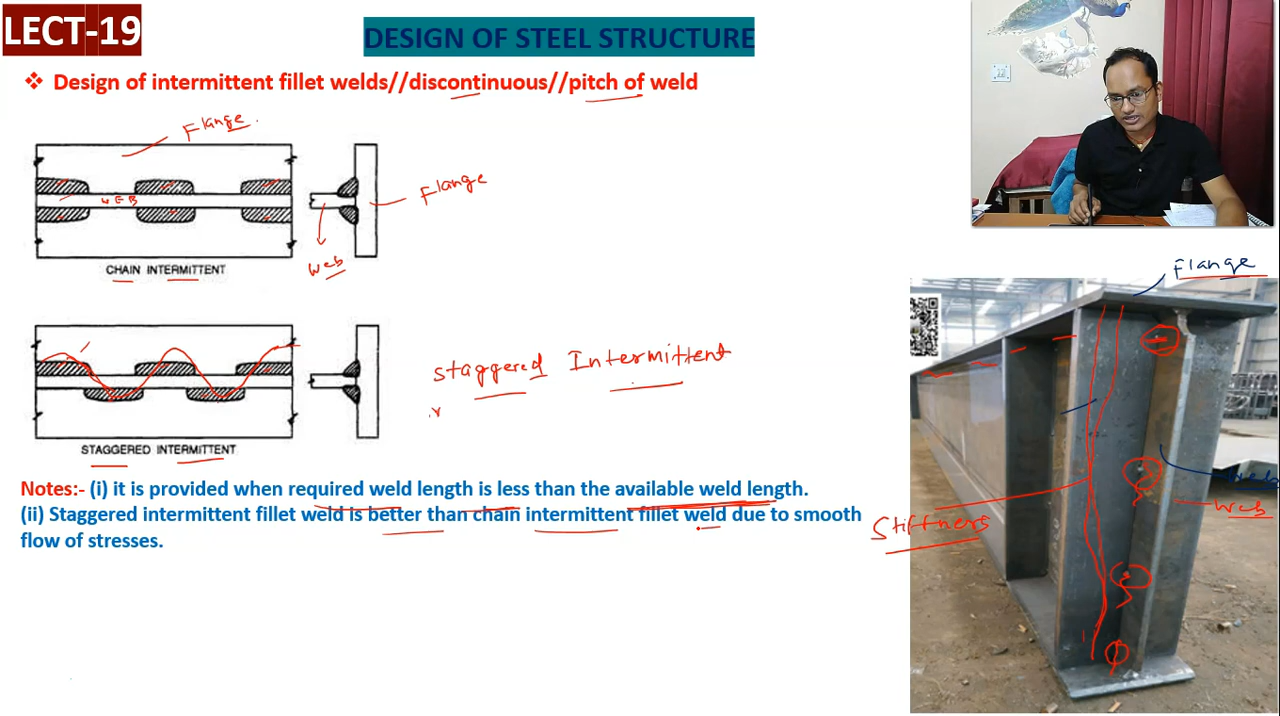 LECT-19
DESIGN OF STEEL STRUCTURE
❖ Design of intermittent fillet welds//discontinuous//pitch of weld
Flange
WEB
Flange
Web
CHAIN INTERMITTENT
Staggered Intermittent
STAGGERED INTERMITTENT
Notes:- (i) it is provided when required weld length is less than the available weld length.
(ii) Staggered intermittent fillet weld is better than chain intermittent fillet weld due to smooth
flow of stresses.
Flange
Web
Web
Stiffners